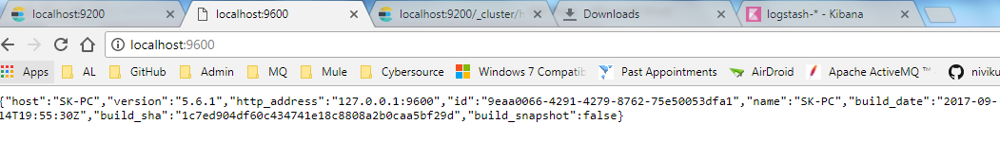 localhost:9200 localhost:9600 localhost:9200/_cluster/h Downloads logstash-* - Kibana
localhost:9600
Apps AL GitHub Admin MQ Mule Cybersource Windows 7 Compatib Past Appointments AirDroid Apache ActiveMQ ™ niviku
{"host":"SK-PC","version":"5.6.1","http_address":"127.0.0.1:9600","id":"9eaa0066-4291-4279-8762-75e50053dfa1","name":"SK-PC","build_date":"2017-09-
14T19:55:30Z","build_sha":"1c7ed904df60c434741e18c8808a2b0caa5bf29d","build_snapshot":false}